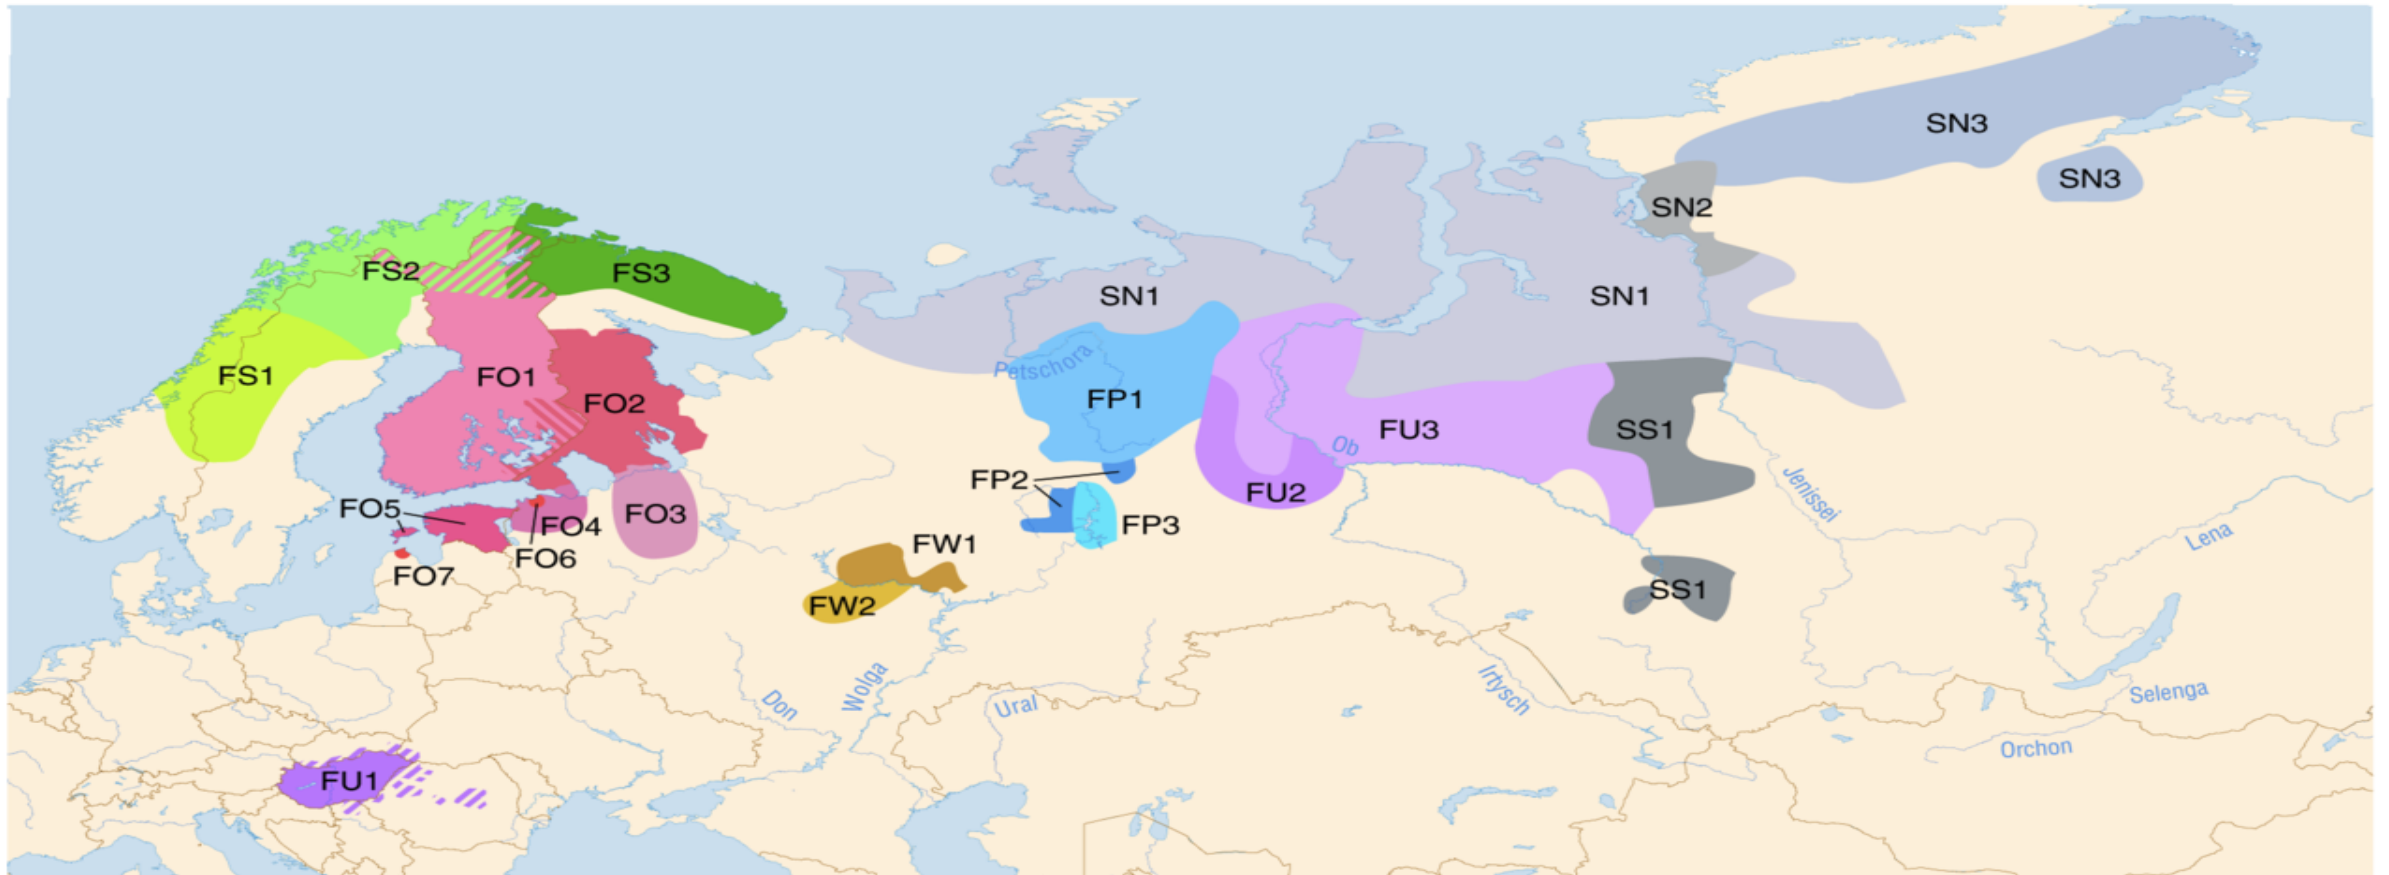 SN3
SN3
SN2
FS2
FS3
SN1
SN1
Petschora
FS1
FO1
FO2
FP1
FU3
SS1
Ob
FP2
FU2
Jenissei
FO5
FO4
FO3
FP3
FO6
FW1
Lena
FO7
FW2
SS1
Don
Wolga
Ural
Irtysch
Selenga
Orchon
FU1